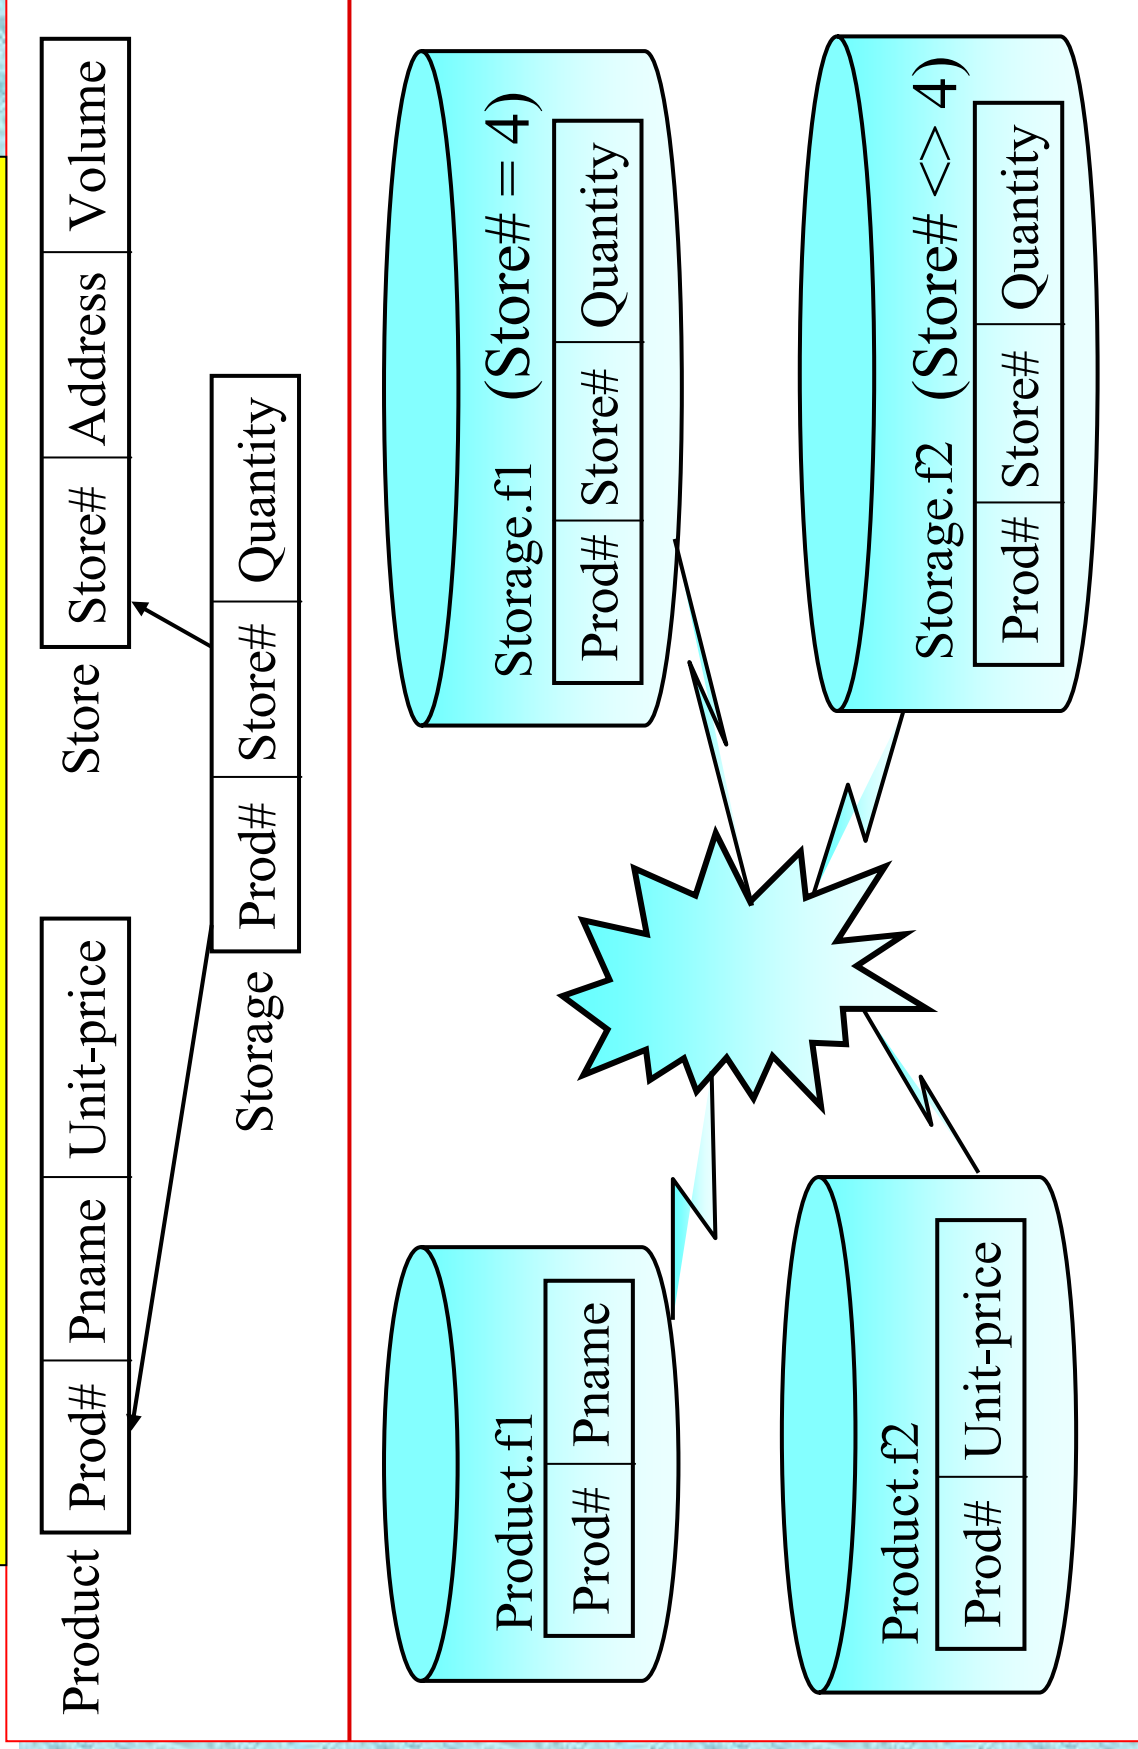 Product Prod# Pname Unit-price Store Store# Address Volume
Storage Prod# Store# Quantity
Product.f1 Storage.f1 (Store# = 4)
Prod# Pname Prod# Store# Quantity
Product.f2 Storage.f2 (Store# <> 4)
Prod# Unit-price Prod# Store# Quantity